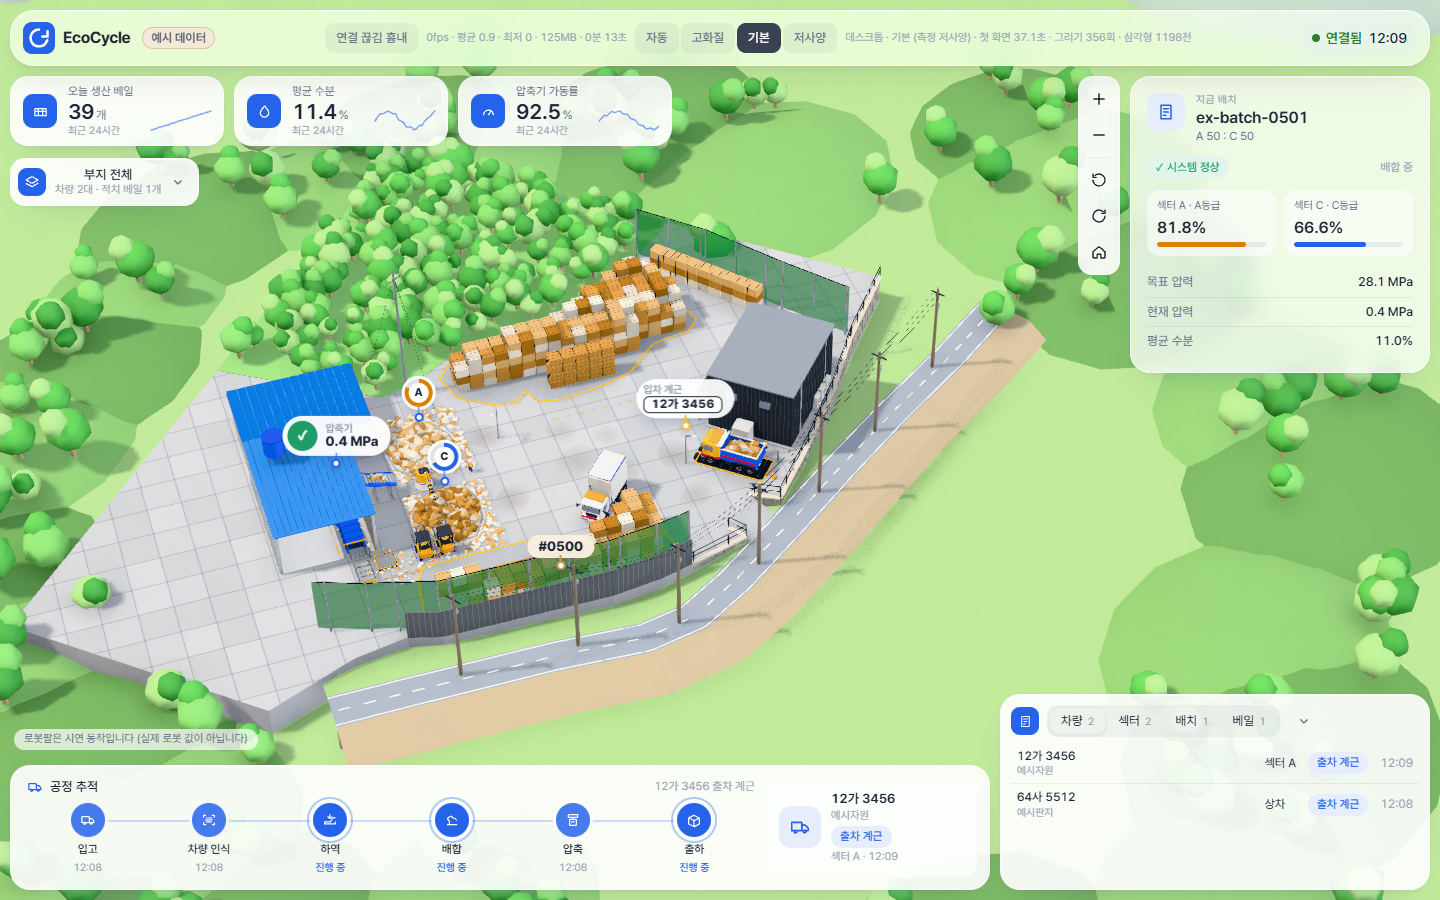 EcoCycle
예시 데이터
연결 끊김 흉내
0fps · 평균 0.9 · 최저 0 · 125MB · 0분 13초
자동
고화질
기본
저사양
데스크톱 · 기본 (측정 저사양) · 첫 화면 37.1초 · 그리기 356회 · 삼각형 1198천
연결됨 12:09
오늘 생산 베일
39개
최근 24시간
평균 수분
11.4%
최근 24시간
압축기 가동률
92.5%
최근 24시간
부지 전체
차량 2대 · 적치 베일 1개
지금 배치
ex-batch-0501
A 50 : C 50
✓ 시스템 정상
배합 중
섹터 A · A등급
81.8%
섹터 C · C등급
66.6%
목표 압력
28.1 MPa
현재 압력
0.4 MPa
평균 수분
11.0%
A
압축기
0.4 MPa
C
입차 계근
12가 3456
#0500
로봇팔은 시연 동작입니다 (실제 로봇 값이 아닙니다)
공정 추적
12가 3456 출차 계근
입고
12:08
차량 인식
12:08
하역
진행 중
배합
진행 중
압축
12:08
출하
진행 중
12가 3456
예시자원
출차 계근
섹터 A · 12:09
차량 2
섹터 2
배치 1
베일 1
12가 3456
예시자원
섹터 A
출차 계근
12:09
64사 5512
예시판지
상차
출차 계근
12:08